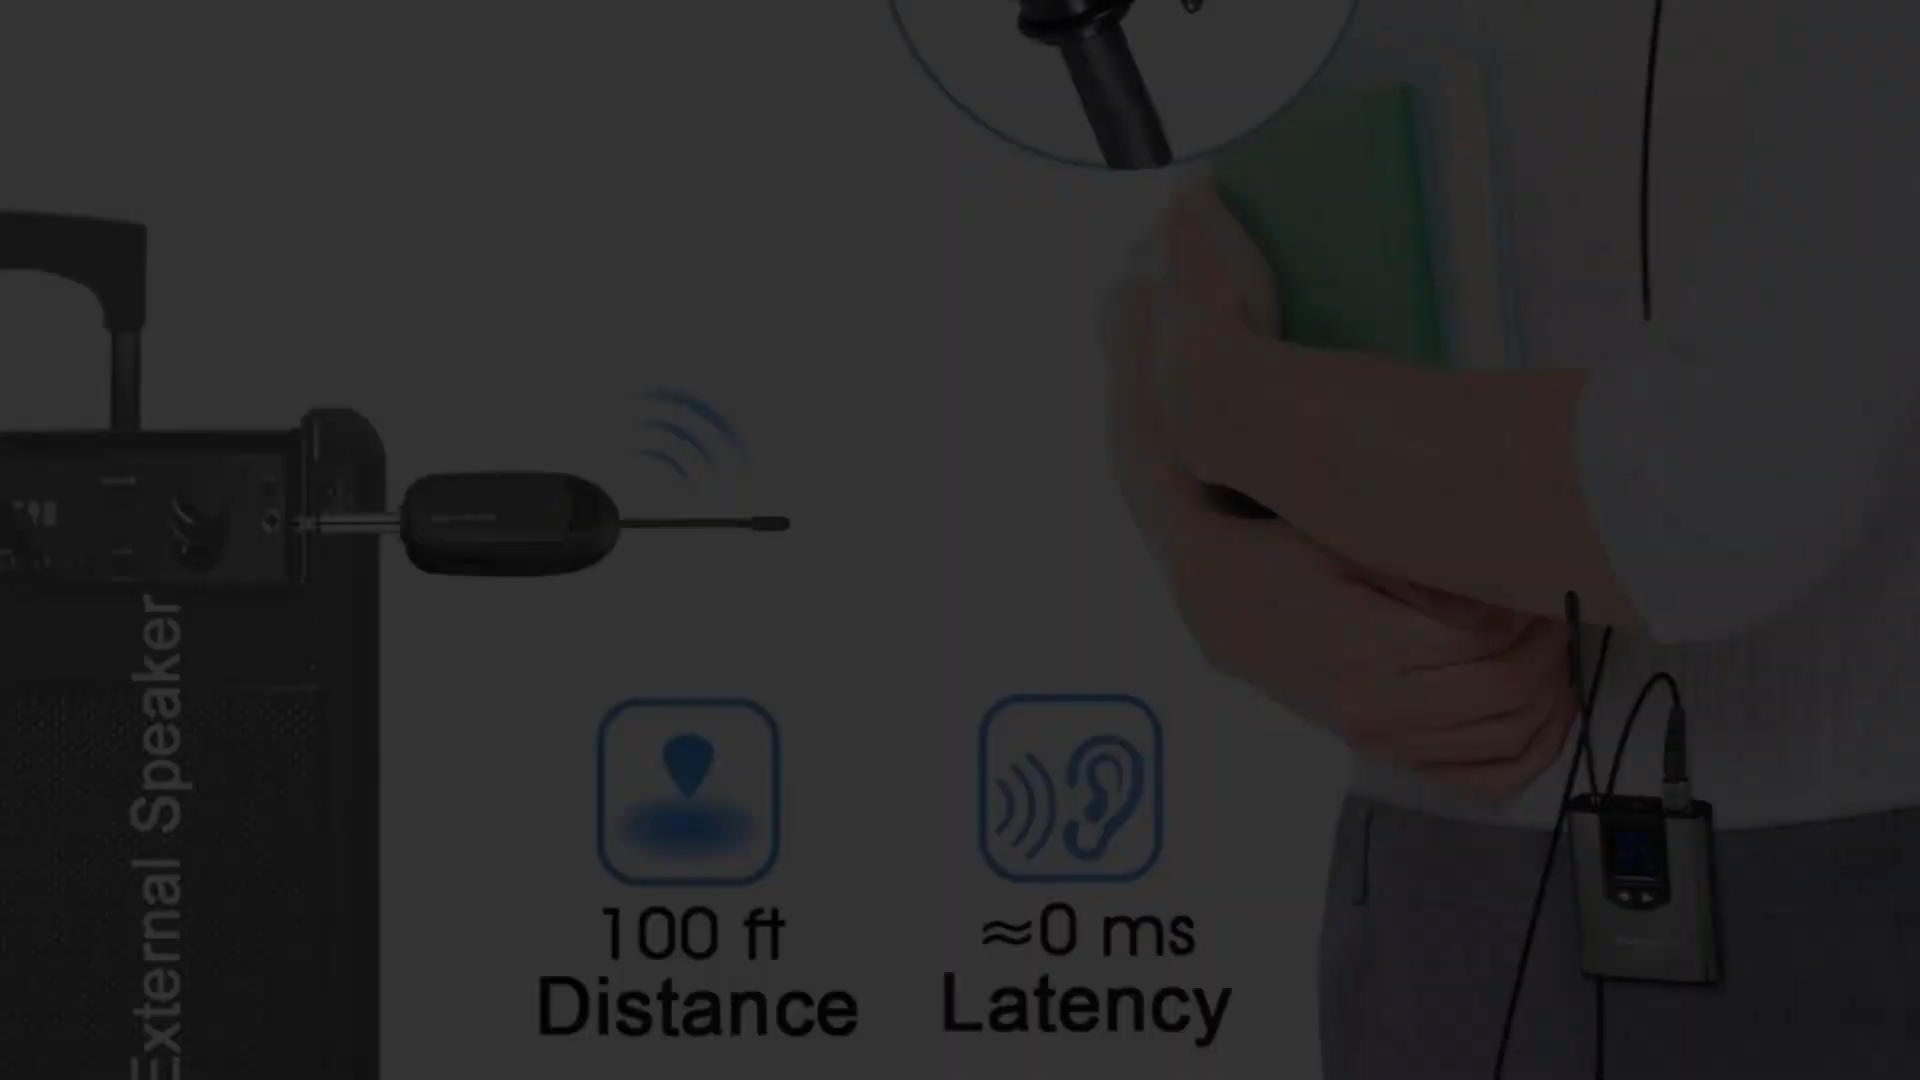 External Speaker
100 ft
Distance
≈0 ms
Latency